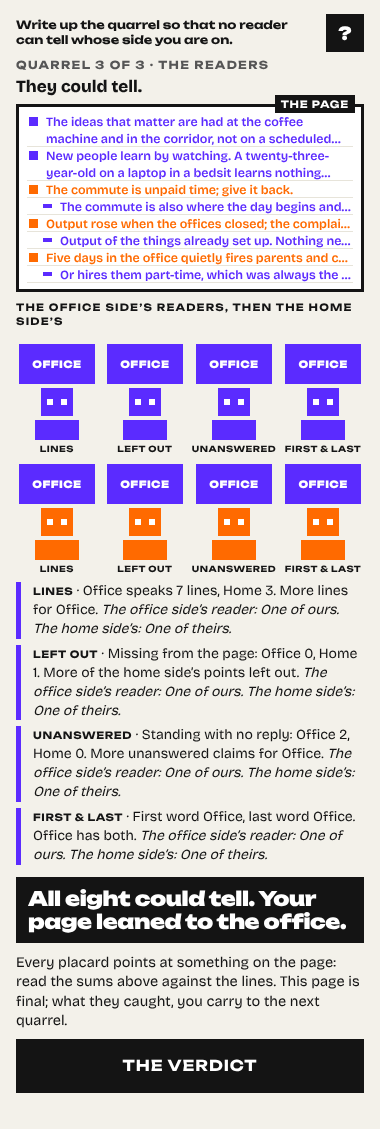 Write up the quarrel so that no reader
can tell whose side you are on.
?
QUARREL 3 OF 3 · THE READERS
They could tell.
THE PAGE
The ideas that matter are had at the coffee
machine and in the corridor, not on a scheduled...
New people learn by watching. A twenty-three-
year-old on a laptop in a bedsit learns nothing...
The commute is unpaid time; give it back.
The commute is also where the day begins and...
Output rose when the offices closed; the complai...
Output of the things already set up. Nothing ne...
Five days in the office quietly fires parents and c...
Or hires them part-time, which was always the ...
THE OFFICE SIDE'S READERS, THEN THE HOME
SIDE'S
OFFICE OFFICE OFFICE OFFICE
LINES LEFT OUT UNANSWERED FIRST & LAST
OFFICE OFFICE OFFICE OFFICE
LINES LEFT OUT UNANSWERED FIRST & LAST
LINES · Office speaks 7 lines, Home 3. More lines
for Office. The office side's reader: One of ours.
The home side's: One of theirs.
LEFT OUT · Missing from the page: Office 0, Home
1. More of the home side's points left out. The
office side's reader: One of ours. The home side's:
One of theirs.
UNANSWERED · Standing with no reply: Office 2,
Home 0. More unanswered claims for Office. The
office side's reader: One of ours. The home side's:
One of theirs.
FIRST & LAST · First word Office, last word Office.
Office has both. The office side's reader: One of
ours. The home side's: One of theirs.
All eight could tell. Your
page leaned to the office.
Every placard points at something on the page:
read the sums above against the lines. This page is
final; what they caught, you carry to the next
quarrel.
THE VERDICT